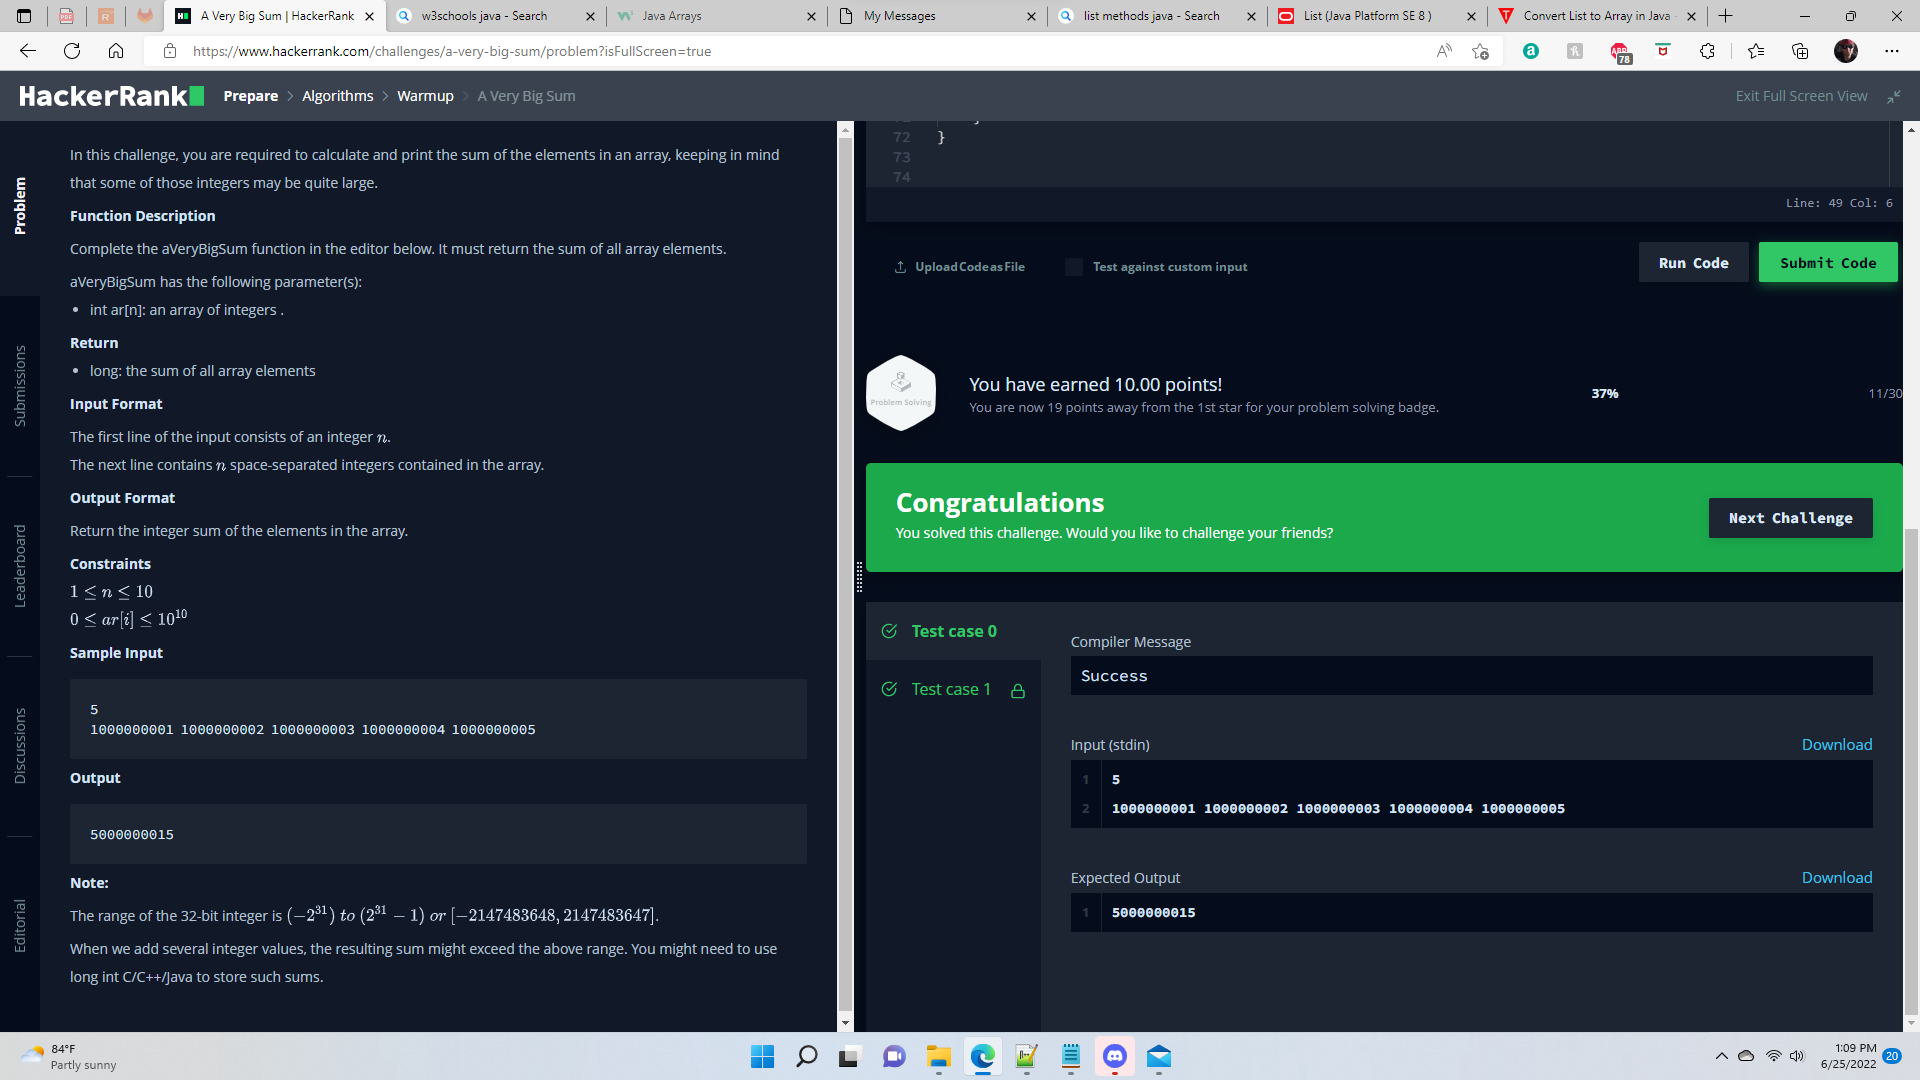 A Very Big Sum | HackerRank
w3schools java - Search
Java Arrays
My Messages
list methods java - Search
List (Java Platform SE 8 )
Convert List to Array in Java
https://www.hackerrank.com/challenges/a-very-big-sum/problem?isFullScreen=true
78
HackerRank
Prepare > Algorithms > Warmup > A Very Big Sum
Exit Full Screen View
Problem
Submissions
Leaderboard
Discussions
Editorial
In this challenge, you are required to calculate and print the sum of the elements in an array, keeping in mind
that some of those integers may be quite large.
Function Description
Complete the aVeryBigSum function in the editor below. It must return the sum of all array elements.
aVeryBigSum has the following parameter(s):
• int ar[n]: an array of integers .
Return
• long: the sum of all array elements
Input Format
The first line of the input consists of an integer n.
The next line contains n space-separated integers contained in the array.
Output Format
Return the integer sum of the elements in the array.
Constraints
1 ≤ n ≤ 10
0 ≤ ar[i] ≤ 10^10
Sample Input
5
1000000001 1000000002 1000000003 1000000004 1000000005
Output
5000000015
Note:
The range of the 32-bit integer is (−2^31) to (2^31 − 1) or [−2147483648, 2147483647].
When we add several integer values, the resulting sum might exceed the above range. You might need to use
long int C/C++/Java to store such sums.
72 }
73
74
Line: 49 Col: 6
Upload Code as File
Test against custom input
Run Code
Submit Code
Problem Solving
You have earned 10.00 points!
You are now 19 points away from the 1st star for your problem solving badge.
37%
11/30
Congratulations
You solved this challenge. Would you like to challenge your friends?
Next Challenge
Test case 0
Test case 1
Compiler Message
Success
Input (stdin)
Download
1 5
2 1000000001 1000000002 1000000003 1000000004 1000000005
Expected Output
Download
1 5000000015
84°F
Partly sunny
1:09 PM
6/25/2022
20